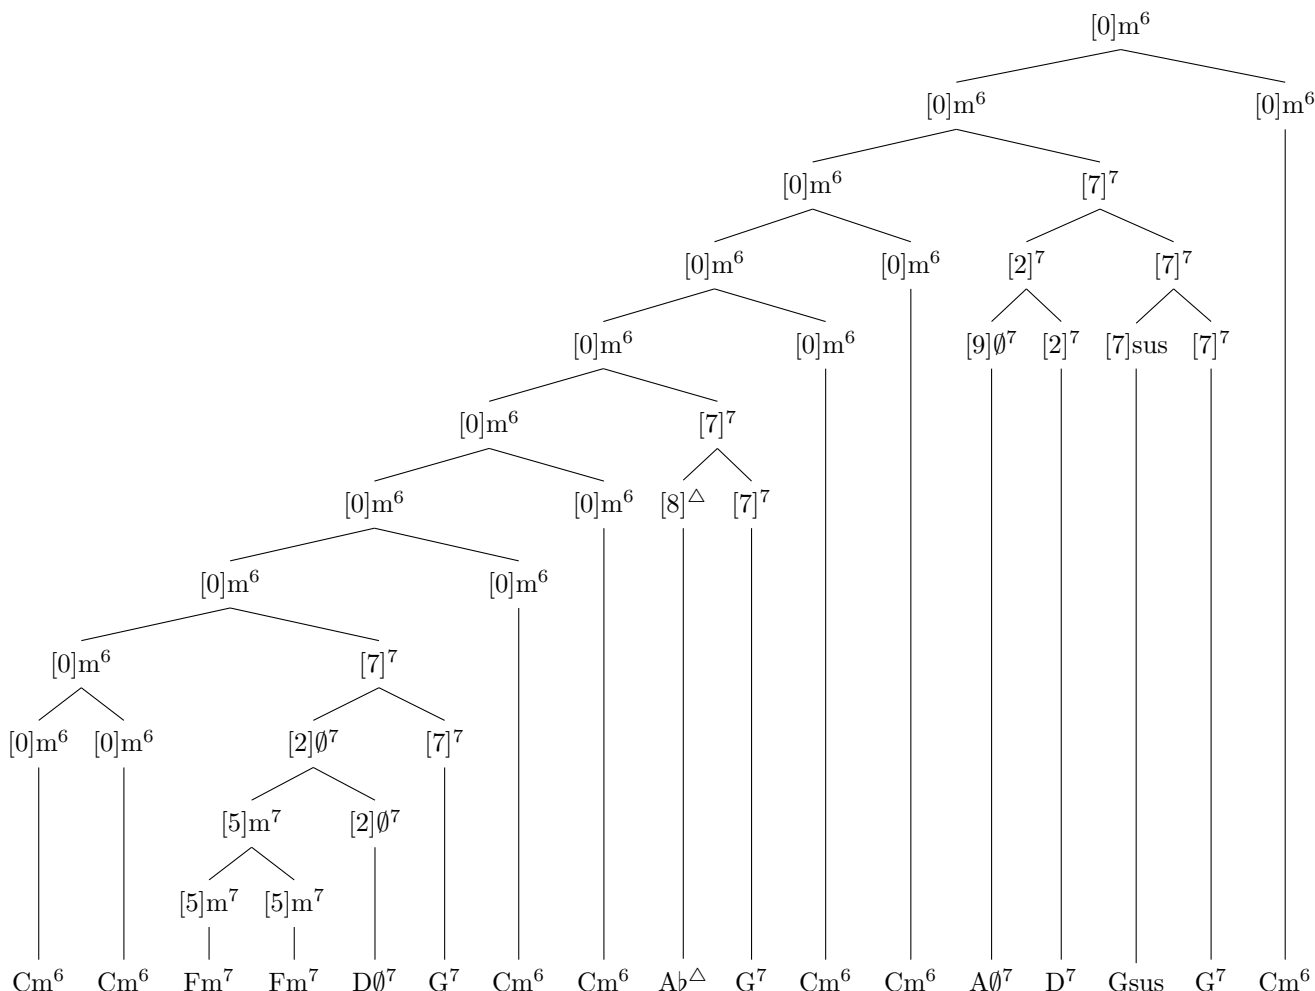 [0]m⁶
[0]m⁶ [0]m⁶
[0]m⁶ [7]⁷
[0]m⁶ [0]m⁶ [2]⁷ [7]⁷
[0]m⁶ [0]m⁶ [9]∅⁷ [2]⁷ [7]sus [7]⁷
[0]m⁶ [7]⁷
[0]m⁶ [0]m⁶ [8]△ [7]⁷
[0]m⁶ [0]m⁶
[0]m⁶ [7]⁷
[0]m⁶ [0]m⁶ [2]∅⁷ [7]⁷
[5]m⁷ [2]∅⁷
[5]m⁷ [5]m⁷
Cm⁶ Cm⁶ Fm⁷ Fm⁷ D∅⁷ G⁷ Cm⁶ Cm⁶ A♭△ G⁷ Cm⁶ Cm⁶ A∅⁷ D⁷ Gsus G⁷ Cm⁶